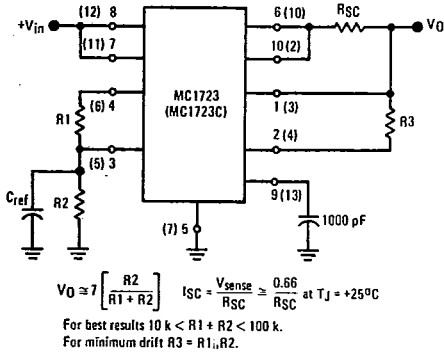 +Vin
(12) 8
(11) 7
(6) 4
R1
(5) 3
Cref
R2
MC1723
(MC1723C)
(7) 5
6 (10)
RSC
VO
10 (2)
1 (3)
R3
2 (4)
9 (13)
1000 pF
VO ≅ 7 [ R2 / R1 + R2 ] ISC = Vsense / RSC ≅ 0.66 / RSC at TJ = +25°C
For best results 10 k < R1 + R2 < 100 k.
For minimum drift R3 = R1||R2.